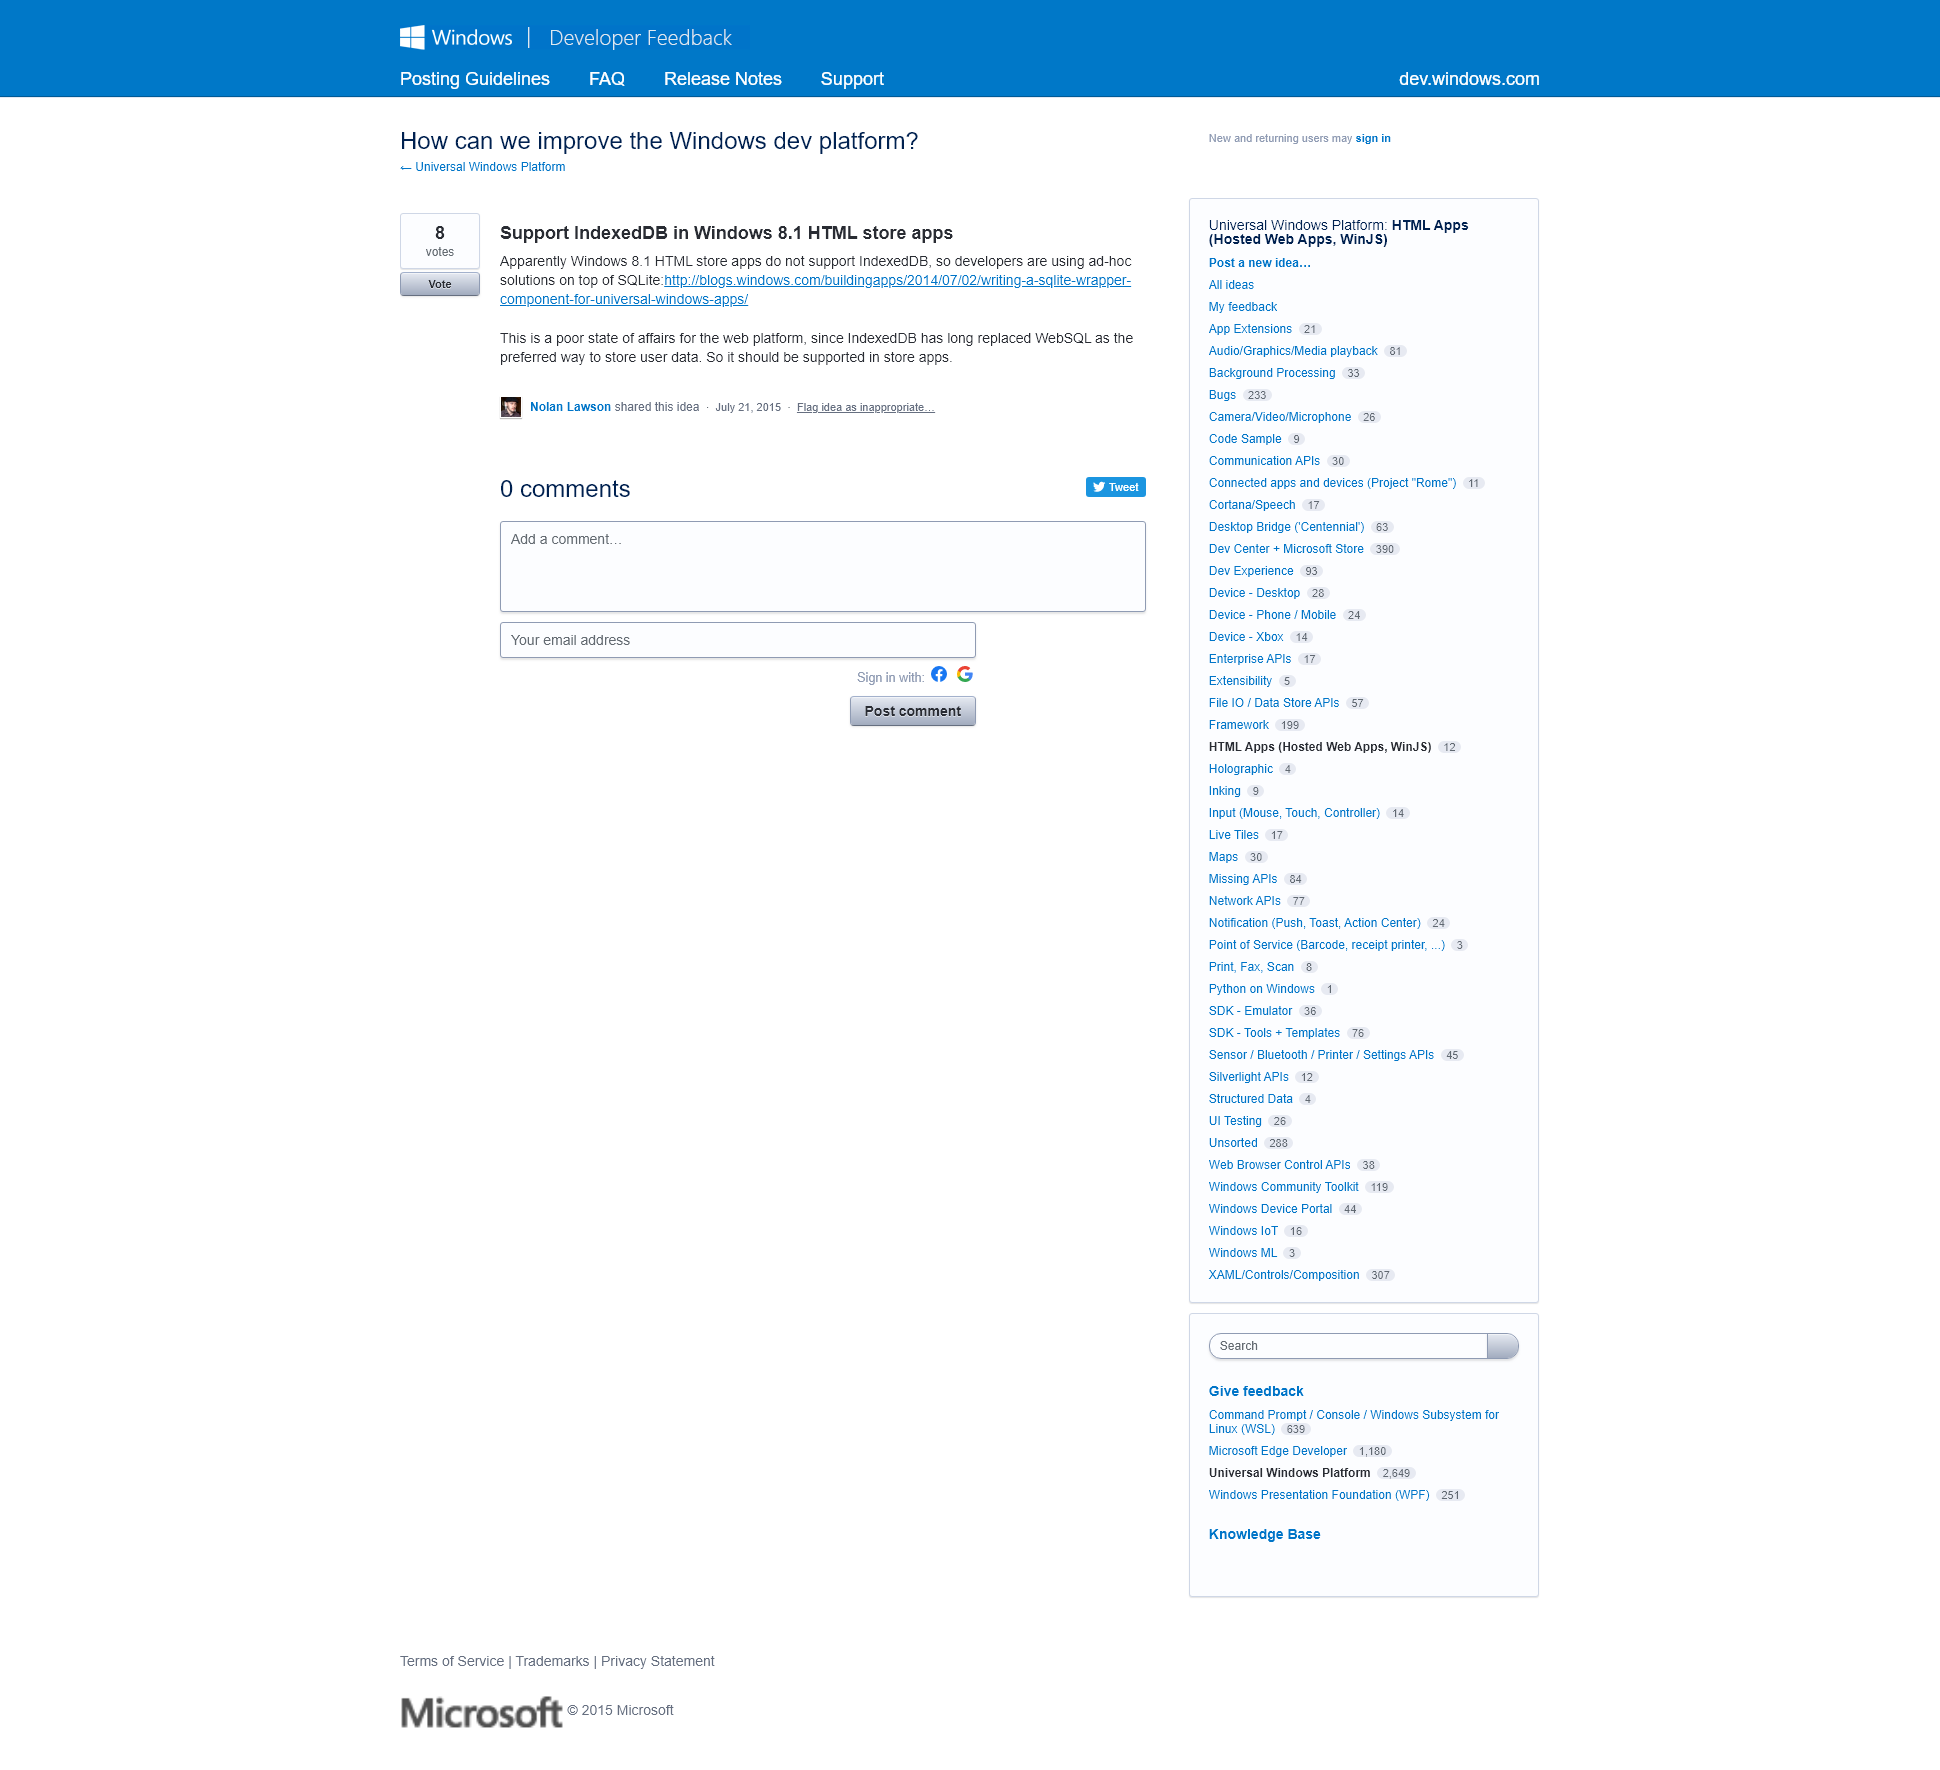 Windows | Developer Feedback
Posting Guidelines FAQ Release Notes Support dev.windows.com
How can we improve the Windows dev platform?
← Universal Windows Platform
New and returning users may sign in
8
votes
Vote
Support IndexedDB in Windows 8.1 HTML store apps
Apparently Windows 8.1 HTML store apps do not support IndexedDB, so developers are using ad-hoc
solutions on top of SQLite:http://blogs.windows.com/buildingapps/2014/07/02/writing-a-sqlite-wrapper-
component-for-universal-windows-apps/
This is a poor state of affairs for the web platform, since IndexedDB has long replaced WebSQL as the
preferred way to store user data. So it should be supported in store apps.
Nolan Lawson shared this idea · July 21, 2015 · Flag idea as inappropriate…
0 comments
Tweet
Add a comment…
Your email address
Sign in with:
Post comment
Universal Windows Platform: HTML Apps
(Hosted Web Apps, WinJS)
Post a new idea…
All ideas
My feedback
App Extensions 21
Audio/Graphics/Media playback 81
Background Processing 33
Bugs 233
Camera/Video/Microphone 26
Code Sample 9
Communication APIs 30
Connected apps and devices (Project "Rome") 11
Cortana/Speech 17
Desktop Bridge ('Centennial') 63
Dev Center + Microsoft Store 390
Dev Experience 93
Device - Desktop 28
Device - Phone / Mobile 24
Device - Xbox 14
Enterprise APIs 17
Extensibility 5
File IO / Data Store APIs 57
Framework 199
HTML Apps (Hosted Web Apps, WinJS) 12
Holographic 4
Inking 9
Input (Mouse, Touch, Controller) 14
Live Tiles 17
Maps 30
Missing APIs 84
Network APIs 77
Notification (Push, Toast, Action Center) 24
Point of Service (Barcode, receipt printer, ...) 3
Print, Fax, Scan 8
Python on Windows 1
SDK - Emulator 36
SDK - Tools + Templates 76
Sensor / Bluetooth / Printer / Settings APIs 45
Silverlight APIs 12
Structured Data 4
UI Testing 26
Unsorted 288
Web Browser Control APIs 38
Windows Community Toolkit 119
Windows Device Portal 44
Windows IoT 16
Windows ML 3
XAML/Controls/Composition 307
Search
Give feedback
Command Prompt / Console / Windows Subsystem for
Linux (WSL) 639
Microsoft Edge Developer 1,180
Universal Windows Platform 2,649
Windows Presentation Foundation (WPF) 251
Knowledge Base
Terms of Service | Trademarks | Privacy Statement
Microsoft © 2015 Microsoft